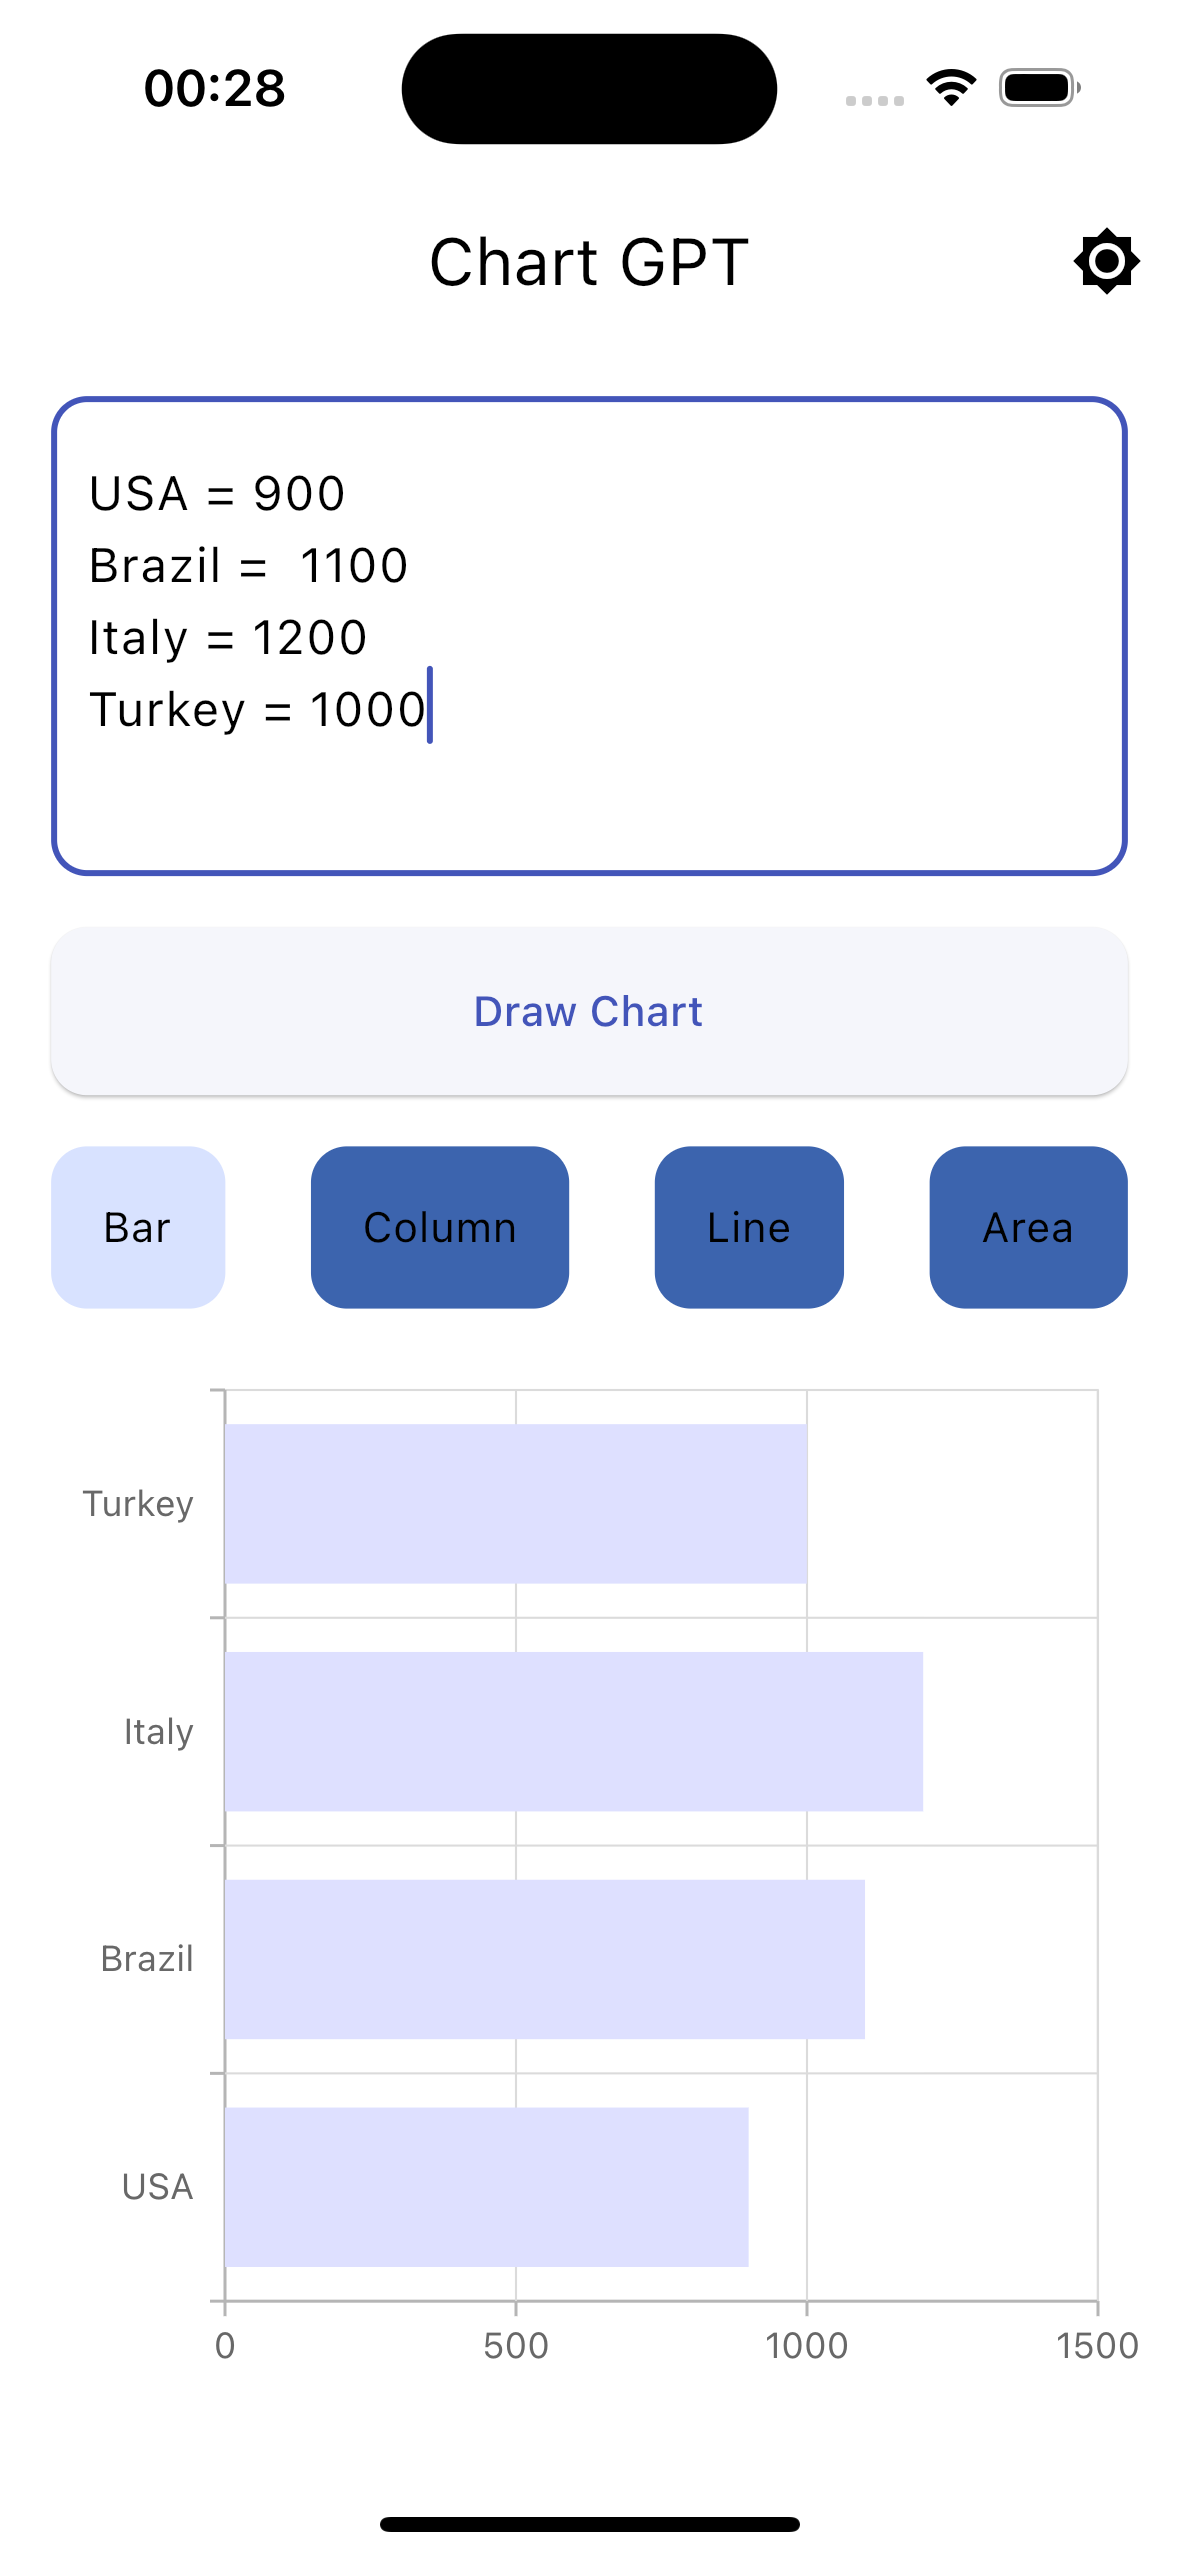 00:28
Chart GPT
USA = 900
Brazil =  1100
Italy = 1200
Turkey = 1000
Draw Chart
Bar Column Line Area
Turkey
Italy
Brazil
USA
0 500 1000 1500